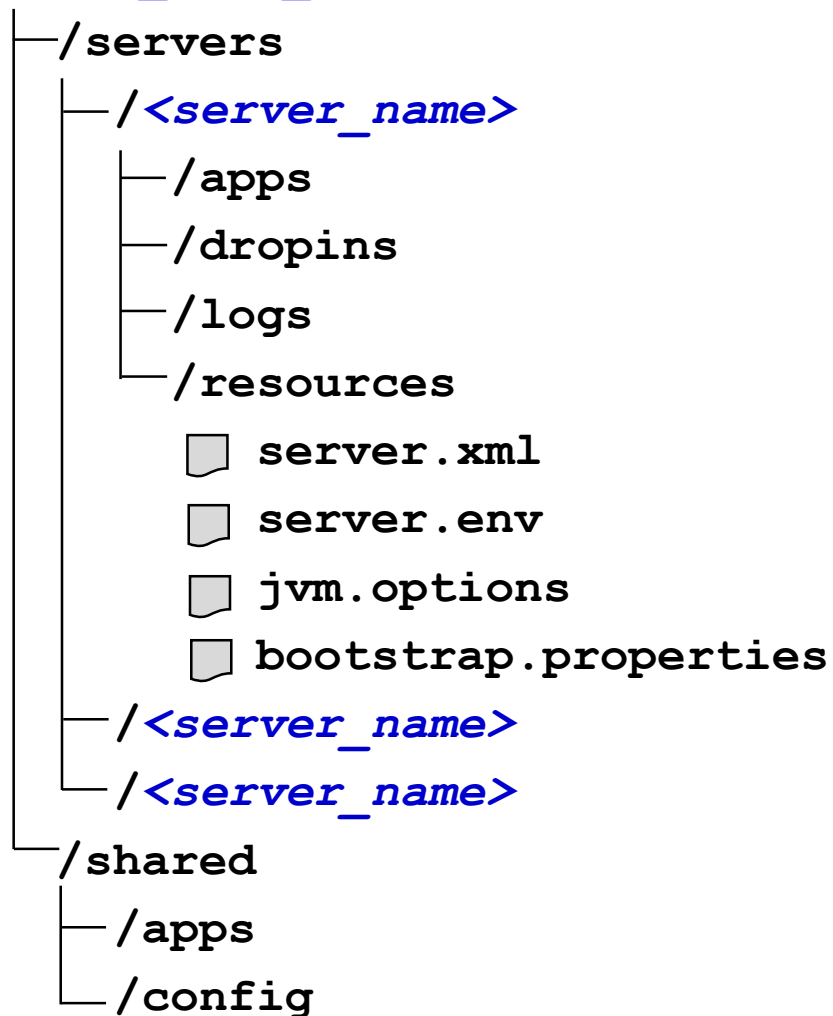 /servers
/<server_name>
/apps
/dropins
/logs
/resources
server.xml
server.env
jvm.options
bootstrap.properties
/<server_name>
/<server_name>
/shared
/apps
/config